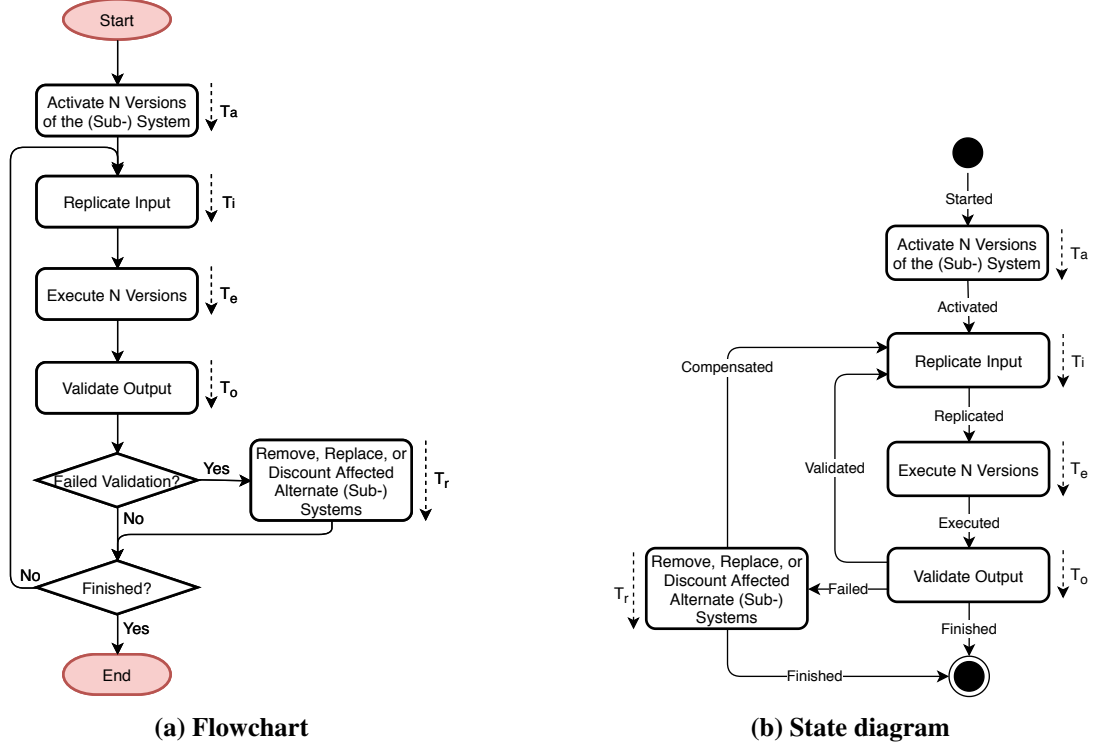 Start
Activate N Versions
of the (Sub-) System
Ta
Replicate Input
Ti
Execute N Versions
Te
Validate Output
To
Failed Validation?
Yes
Remove, Replace, or
Discount Affected
Alternate (Sub-)
Systems
Tr
No
Finished?
No
Yes
End
(a) Flowchart
Started
Activate N Versions
of the (Sub-) System
Ta
Activated
Replicate Input
Ti
Compensated
Replicated
Validated
Execute N Versions
Te
Executed
Remove, Replace, or
Discount Affected
Alternate (Sub-)
Systems
Tr
Failed
Validate Output
To
Finished
Finished
(b) State diagram